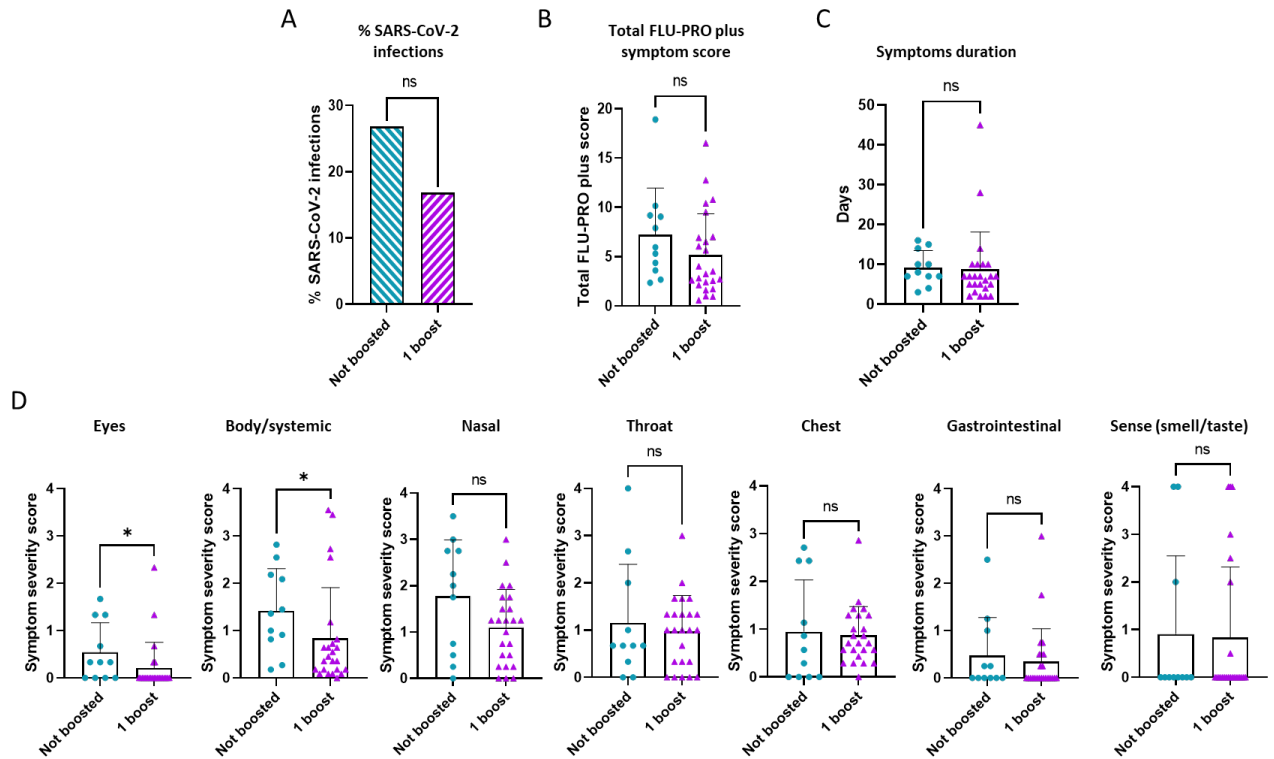 A
% SARS-CoV-2
infections
ns
% SARS-CoV-2 infections
30
20
10
0
Not boosted
1 boost
B
Total FLU-PRO plus
symptom score
ns
Total FLU-PRO plus score
20
15
10
5
0
Not boosted
1 boost
C
Symptoms duration
ns
Days
50
40
30
20
10
0
Not boosted
1 boost
D
Eyes
*
Symptom severity score
4
3
2
1
0
Not boosted
1 boost
Body/systemic
*
Symptom severity score
4
3
2
1
0
Not boosted
1 boost
Nasal
ns
Symptom severity score
4
3
2
1
0
Not boosted
1 boost
Throat
ns
Symptom severity score
4
3
2
1
0
Not boosted
1 boost
Chest
ns
Symptom severity score
4
3
2
1
0
Not boosted
1 boost
Gastrointestinal
ns
Symptom severity score
4
3
2
1
0
Not boosted
1 boost
Sense (smell/taste)
ns
Symptom severity score
4
3
2
1
0
Not boosted
1 boost